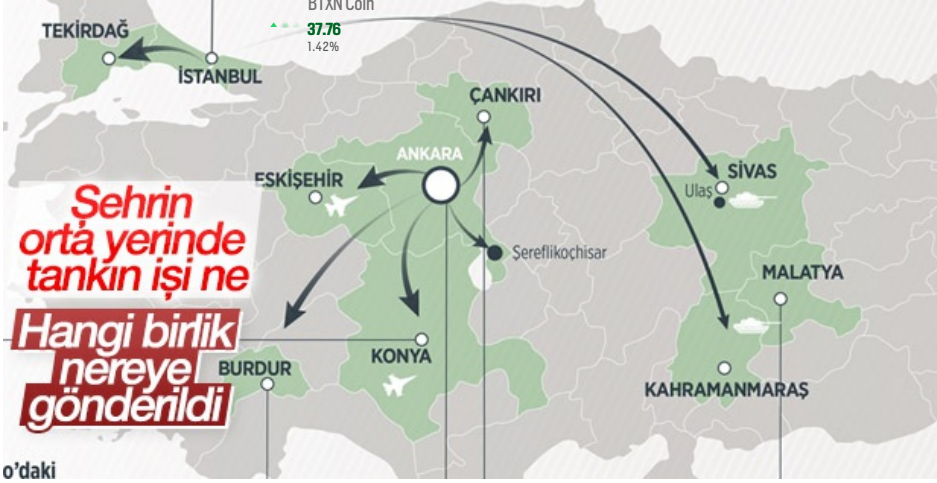 BTXN Coin
37.76
1.42%
TEKİRDAĞ
İSTANBUL
ÇANKIRI
ANKARA
ESKİŞEHİR
SİVAS
Ulaş
Şereflikoçhisar
MALATYA
Şehrin
orta yerinde
tankın işi ne
Hangi birlik
nereye
gönderildi
KONYA
BURDUR
KAHRAMANMARAŞ
o'daki